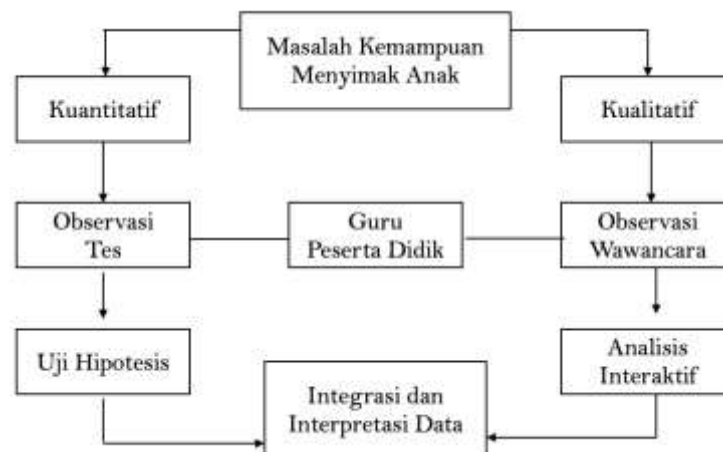 Masalah Kemampuan
Menyimak Anak
Kuantitatif
Kualitatif
Observasi
Tes
Guru
Peserta Didik
Observasi
Wawancara
Uji Hipotesis
Analisis
Interaktif
Integrasi dan
Interpretasi Data